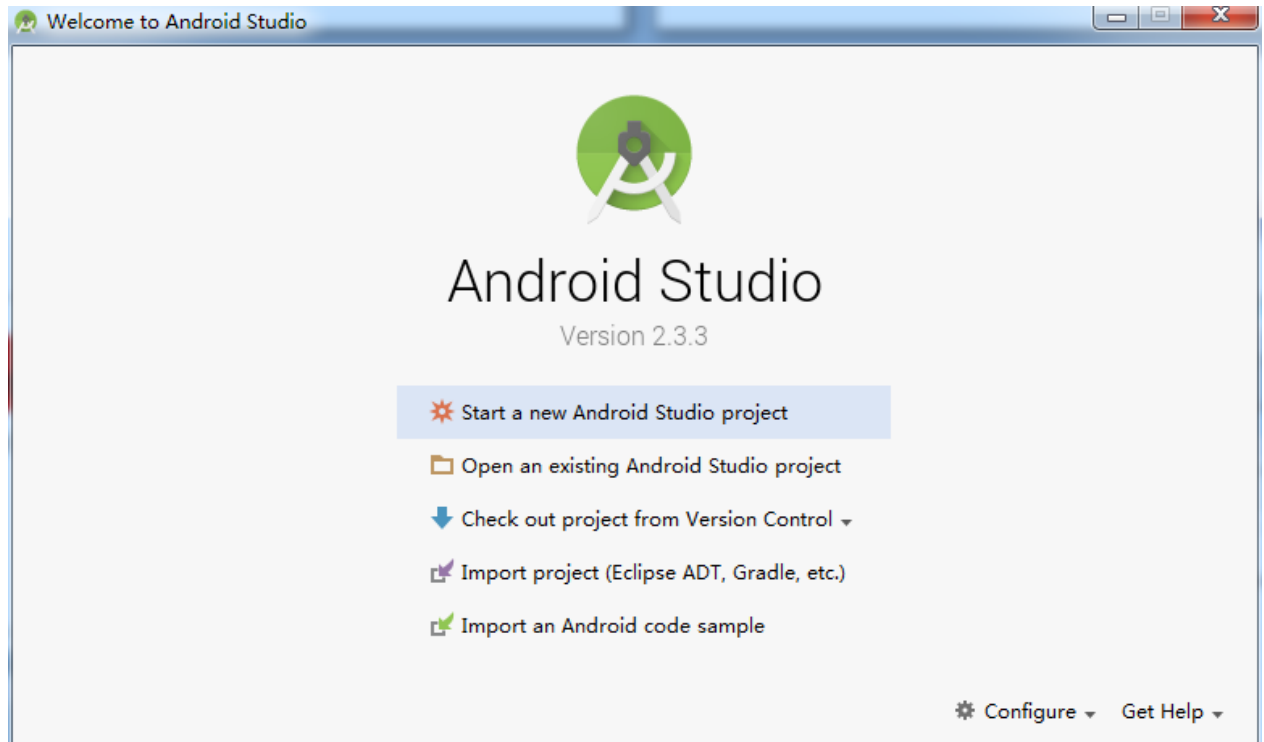 Welcome to Android Studio
Android Studio
Version 2.3.3
Start a new Android Studio project
Open an existing Android Studio project
Check out project from Version Control
Import project (Eclipse ADT, Gradle, etc.)
Import an Android code sample
Configure Get Help